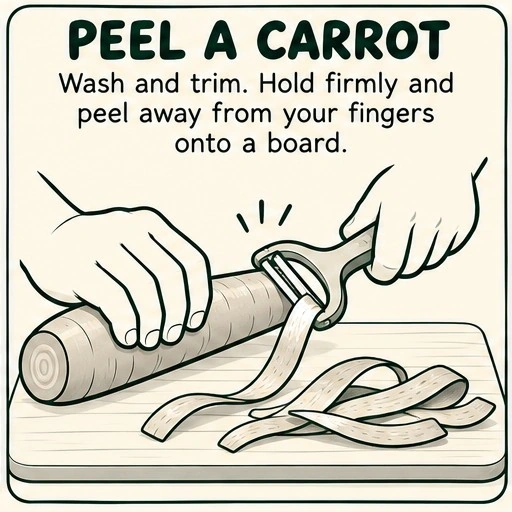 PEEL A CARROT
Wash and trim. Hold firmly and
peel away from your fingers
onto a board.